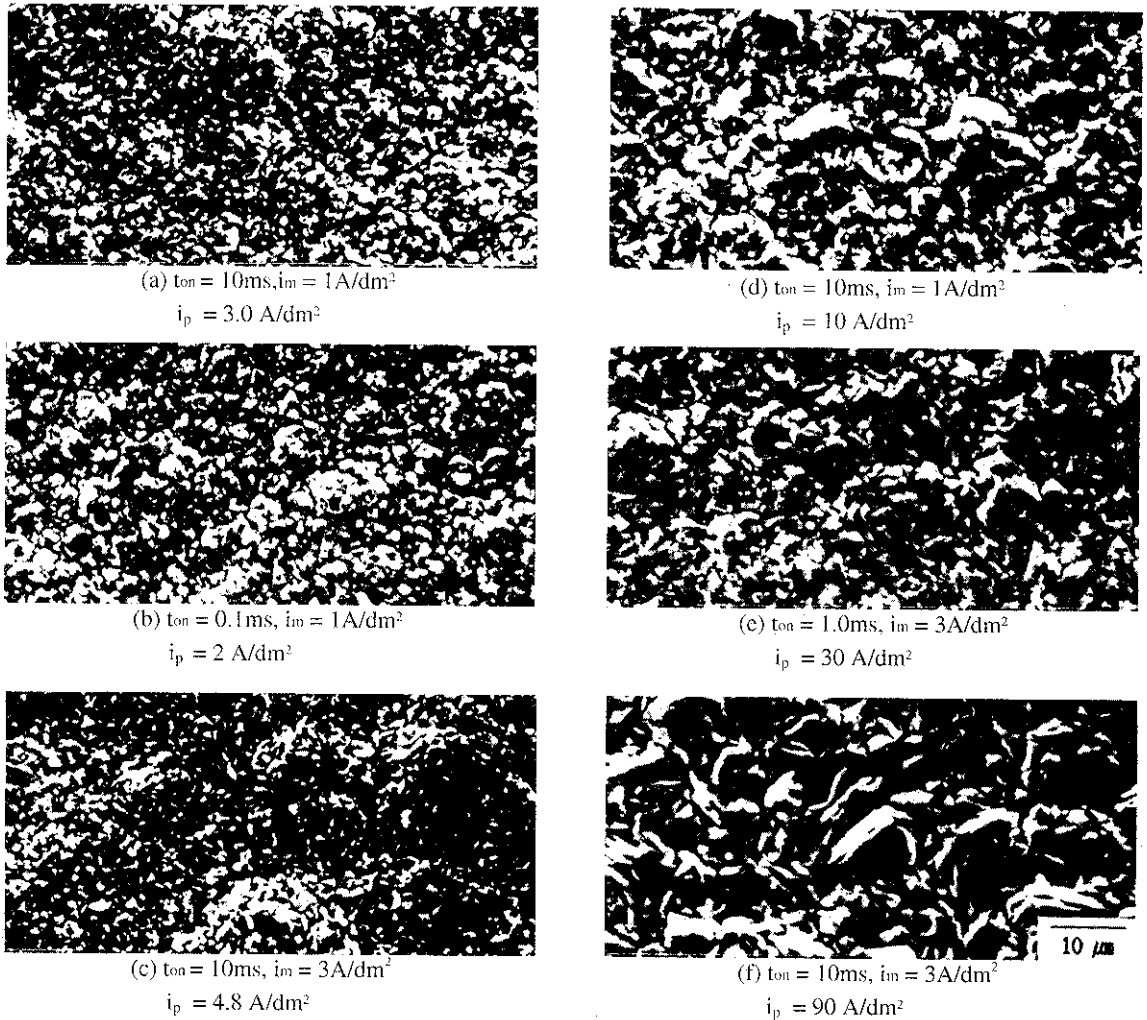 (a) tₒₙ = 10ms,iₘ = 1A/dm²
iₚ = 3.0 A/dm²
(b) tₒₙ = 0.1ms, iₘ = 1A/dm²
iₚ = 2 A/dm²
(c) tₒₙ = 10ms, iₘ = 3A/dm²
iₚ = 4.8 A/dm²
(d) tₒₙ = 10ms, iₘ = 1A/dm²
iₚ = 10 A/dm²
(e) tₒₙ = 1.0ms, iₘ = 3A/dm²
iₚ = 30 A/dm²
10 μm
(f) tₒₙ = 10ms, iₘ = 3A/dm²
iₚ = 90 A/dm²